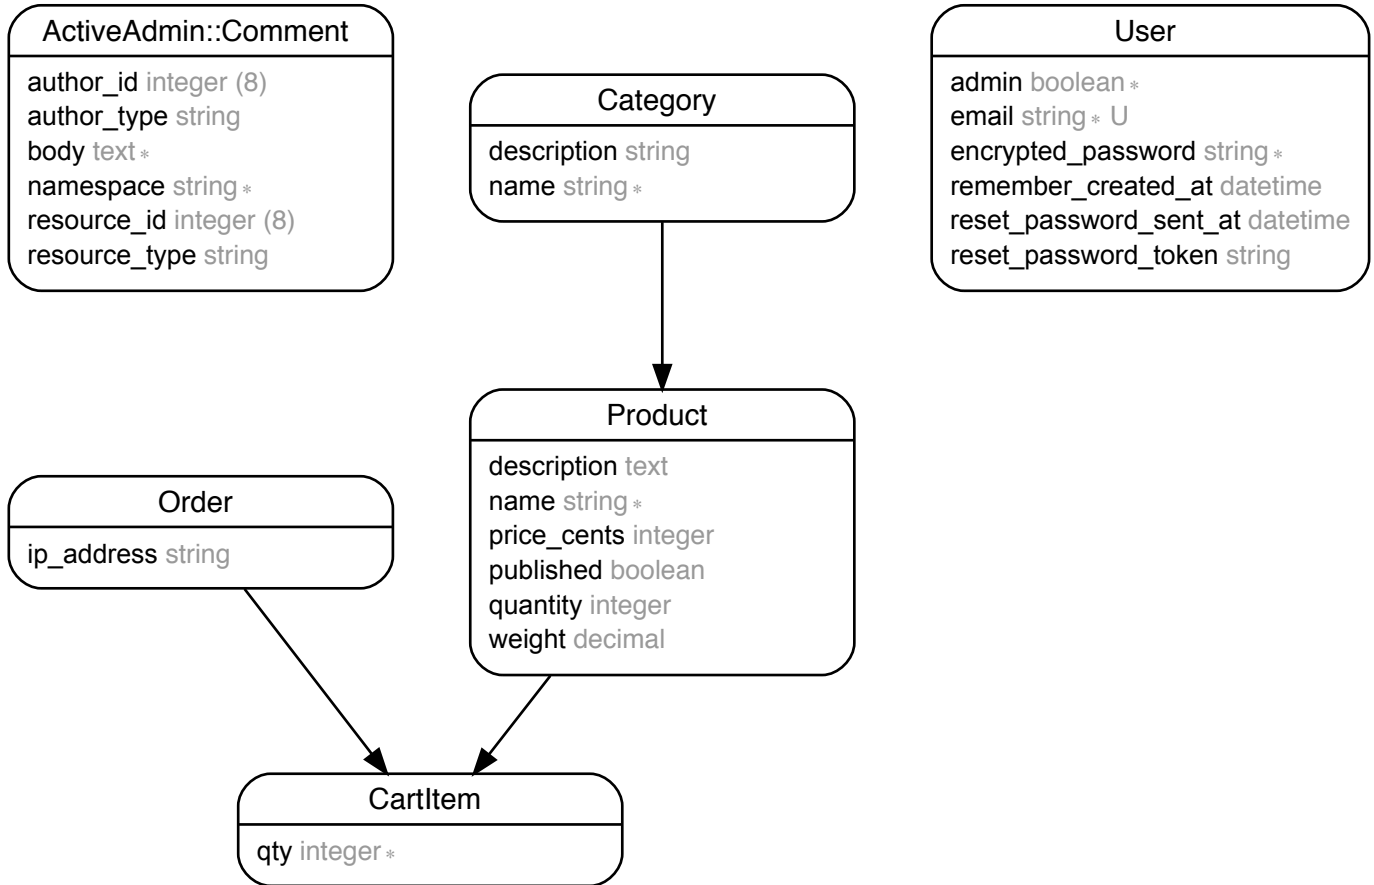 ActiveAdmin::Comment
author_id integer (8)
author_type string
body text *
namespace string *
resource_id integer (8)
resource_type string
Category
description string
name string *
User
admin boolean *
email string * U
encrypted_password string *
remember_created_at datetime
reset_password_sent_at datetime
reset_password_token string
Product
description text
name string *
price_cents integer
published boolean
quantity integer
weight decimal
Order
ip_address string
CartItem
qty integer *